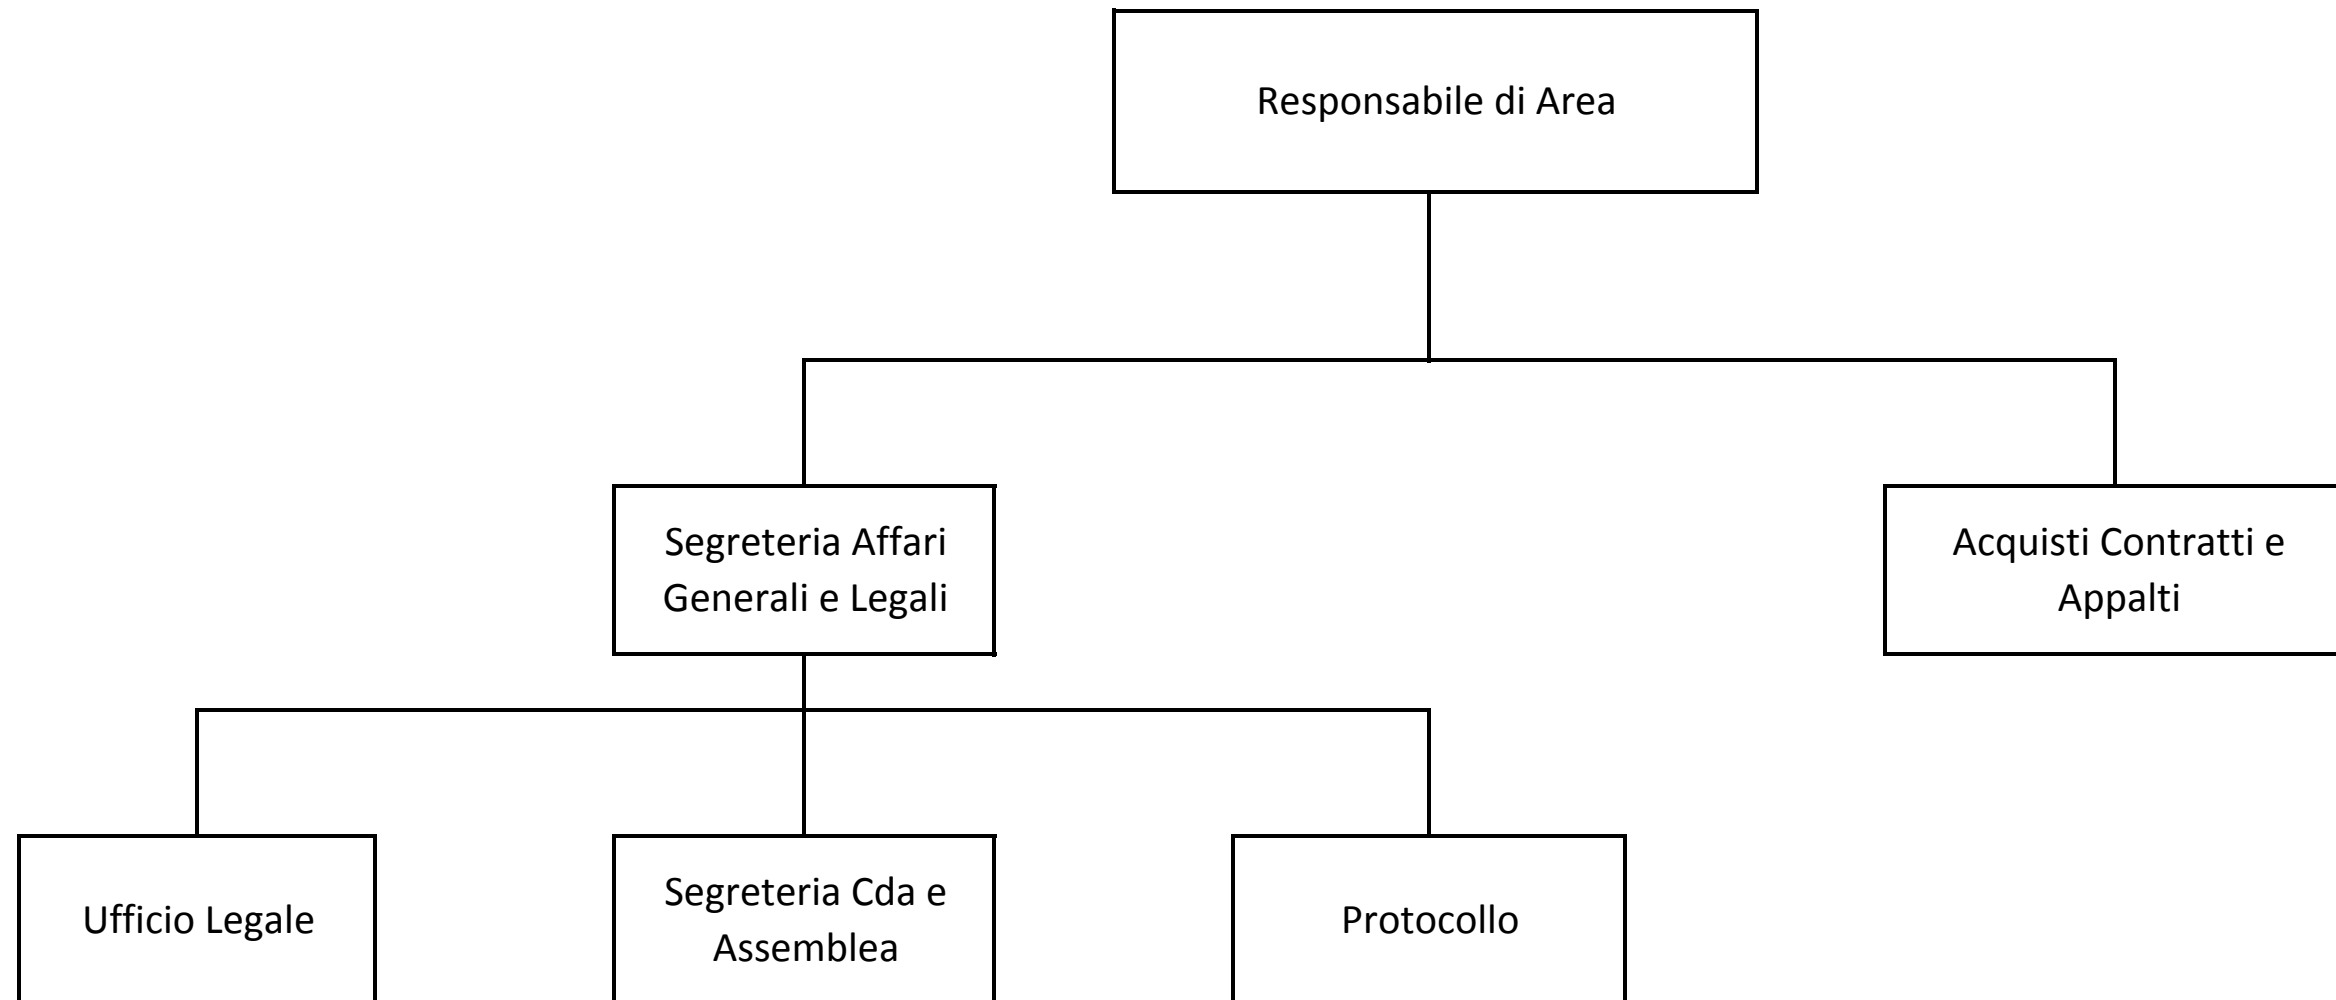 Responsabile di Area
Segreteria Affari
Generali e Legali
Acquisti Contratti e
Appalti
Ufficio Legale
Segreteria Cda e
Assemblea
Protocollo